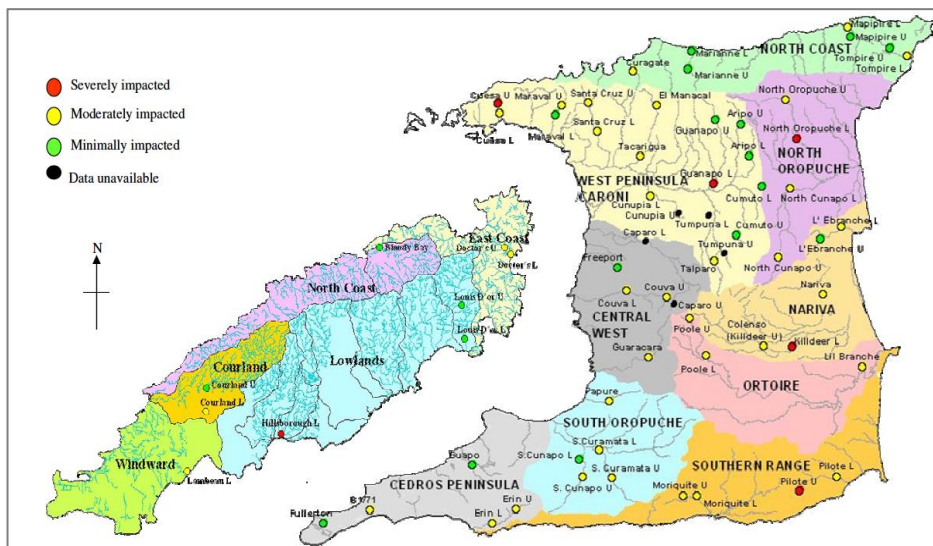 Severely impacted
Moderately impacted
Minimally impacted
Data unavailable
N
Bloody Bay
East Coast
Doctor's U
Doctor's L
North Coast
Louis D'or U
Louis D'or L
Lowlands
Courland
Courland U
Courland L
Hillsborough L
Windward
Lambeau L
Mapipire L
Mapipire U
NORTH COAST
Marianne L
Marianne U
Tompire U
Tompire L
Curagate
Cuesa U
Maraval U
Santa Cruz U
El Manacal
North Oropuche U
Maraval L
Santa Cruz L
Guanapo U
Aripo U
Aripo L
North Oropuche L
Tacarigua
NORTH
OROPUCHE
WEST PENINSULA
CARONI
Guanapo L
Cunupia L
Cunupia U
Tumpuna L
Cumuto L
North Cunapo L
Caparo L
Cumuto U
L' Ebranche L
L'Ebranche U
Tumpuna U
Freeport
Talparo
North Cunapo U
Couva U
Couva L
Caparo U
Nariva
NARIVA
CENTRAL
WEST
Poole U
Colenso
(Killdeer U)
Killdeer L
Guaracara
Poole L
Lil Branche
ORTOIRE
Papure
SOUTH OROPUCHE
S.Curamata L
S.Cunapo L
S. Curamata U
S. Cunapo U
SOUTHERN RANGE
Pilote L
Pilote U
Moriquite U
Moriquite L
Guapo
CEDROS PENINSULA
Erin U
Erin L
Fullerton